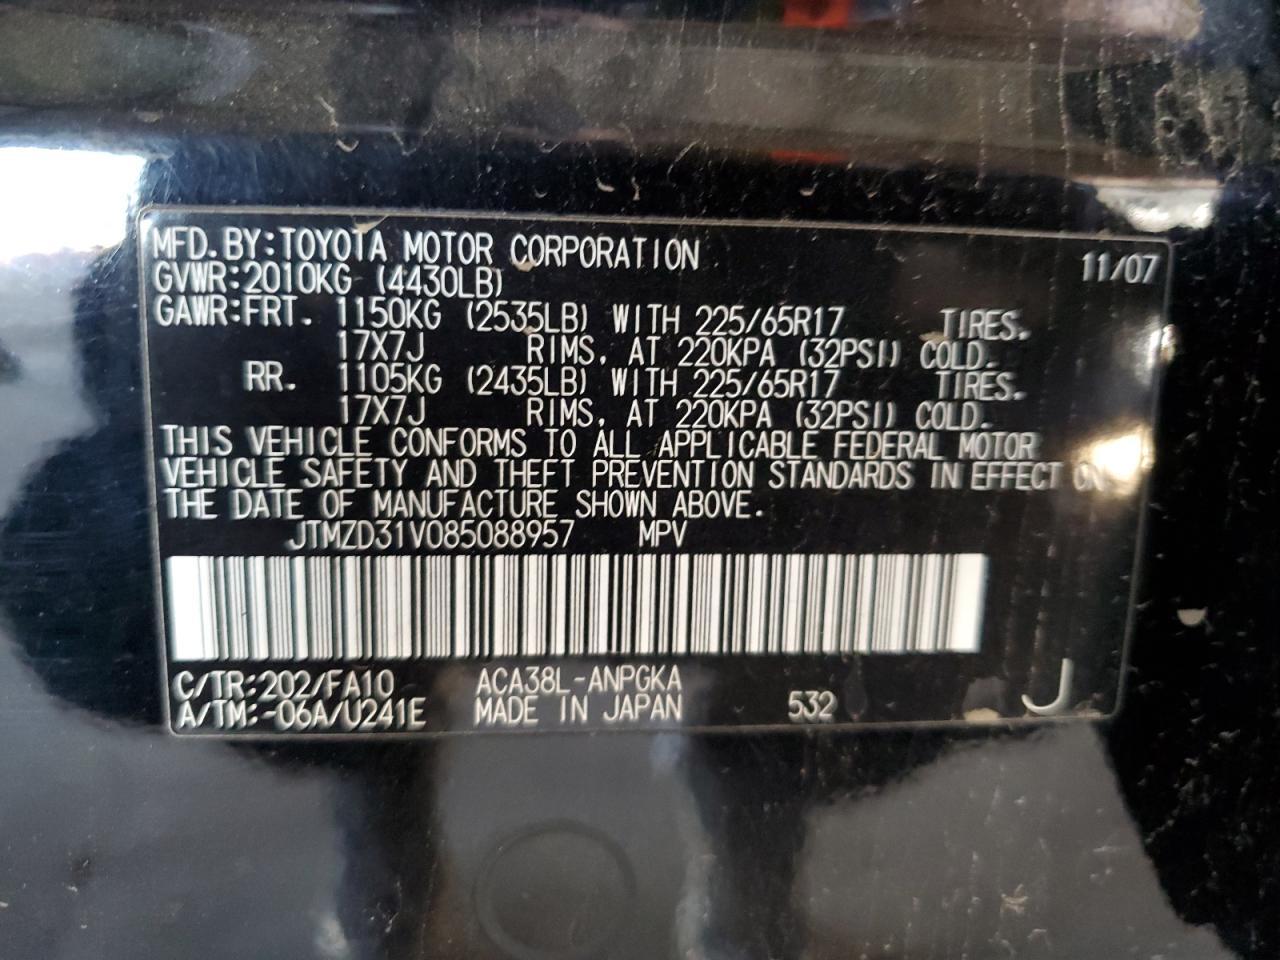 MFD.BY:TOYOTA MOTOR CORPORATION 11/07
GVWR:2010KG (4430LB)
GAWR:FRT. 1150KG (2535LB) WITH 225/65R17 TIRES.
17X7J RIMS, AT 220KPA (32PSI) COLD.
RR. 1105KG (2435LB) WITH 225/65R17 TIRES.
17X7J RIMS, AT 220KPA (32PSI) COLD.
THIS VEHICLE CONFORMS TO ALL APPLICABLE FEDERAL MOTOR
VEHICLE SAFETY AND THEFT PREVENTION STANDARDS IN EFFECT ON
THE DATE OF MANUFACTURE SHOWN ABOVE.
JTMZD31V085088957 MPV
C/TR:202/FA10 ACA38L-ANPGKA
A/TM:-06A/U241E MADE IN JAPAN 532 J